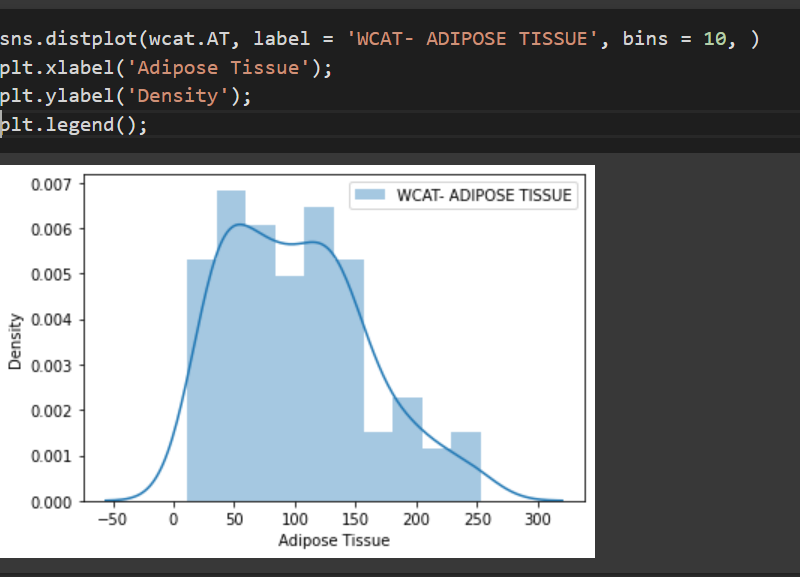 sns.distplot(wcat.AT, label = 'WCAT- ADIPOSE TISSUE', bins = 10, )
plt.xlabel('Adipose Tissue');
plt.ylabel('Density');
plt.legend();
WCAT- ADIPOSE TISSUE
0.007
0.006
0.005
0.004
0.003
0.002
0.001
0.000
Density
−50 0 50 100 150 200 250 300
Adipose Tissue